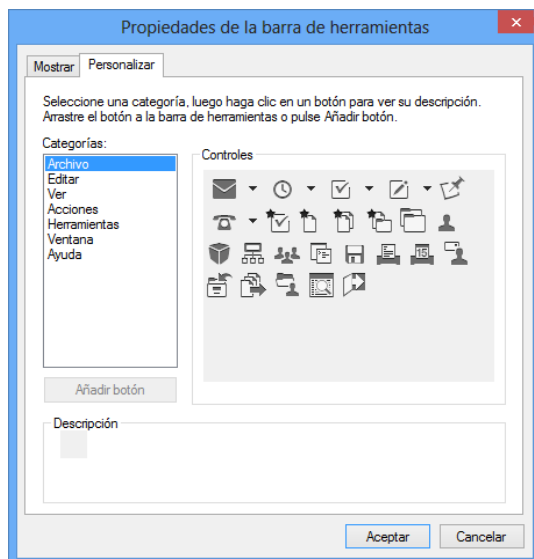 Propiedades de la barra de herramientas
Mostrar
Personalizar
Seleccione una categoría, luego haga clic en un botón para ver su descripción.
Arrastre el botón a la barra de herramientas o pulse Añadir botón.
Categorías:
Archivo
Editar
Ver
Acciones
Herramientas
Ventana
Ayuda
Controles
15
Añadir botón
Descripción
Aceptar
Cancelar